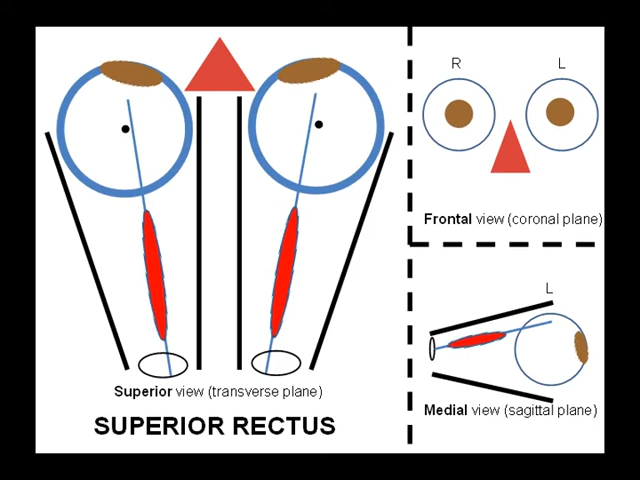 Superior view (transverse plane)
SUPERIOR RECTUS
R
L
Frontal view (coronal plane)
L
Medial view (sagittal plane)